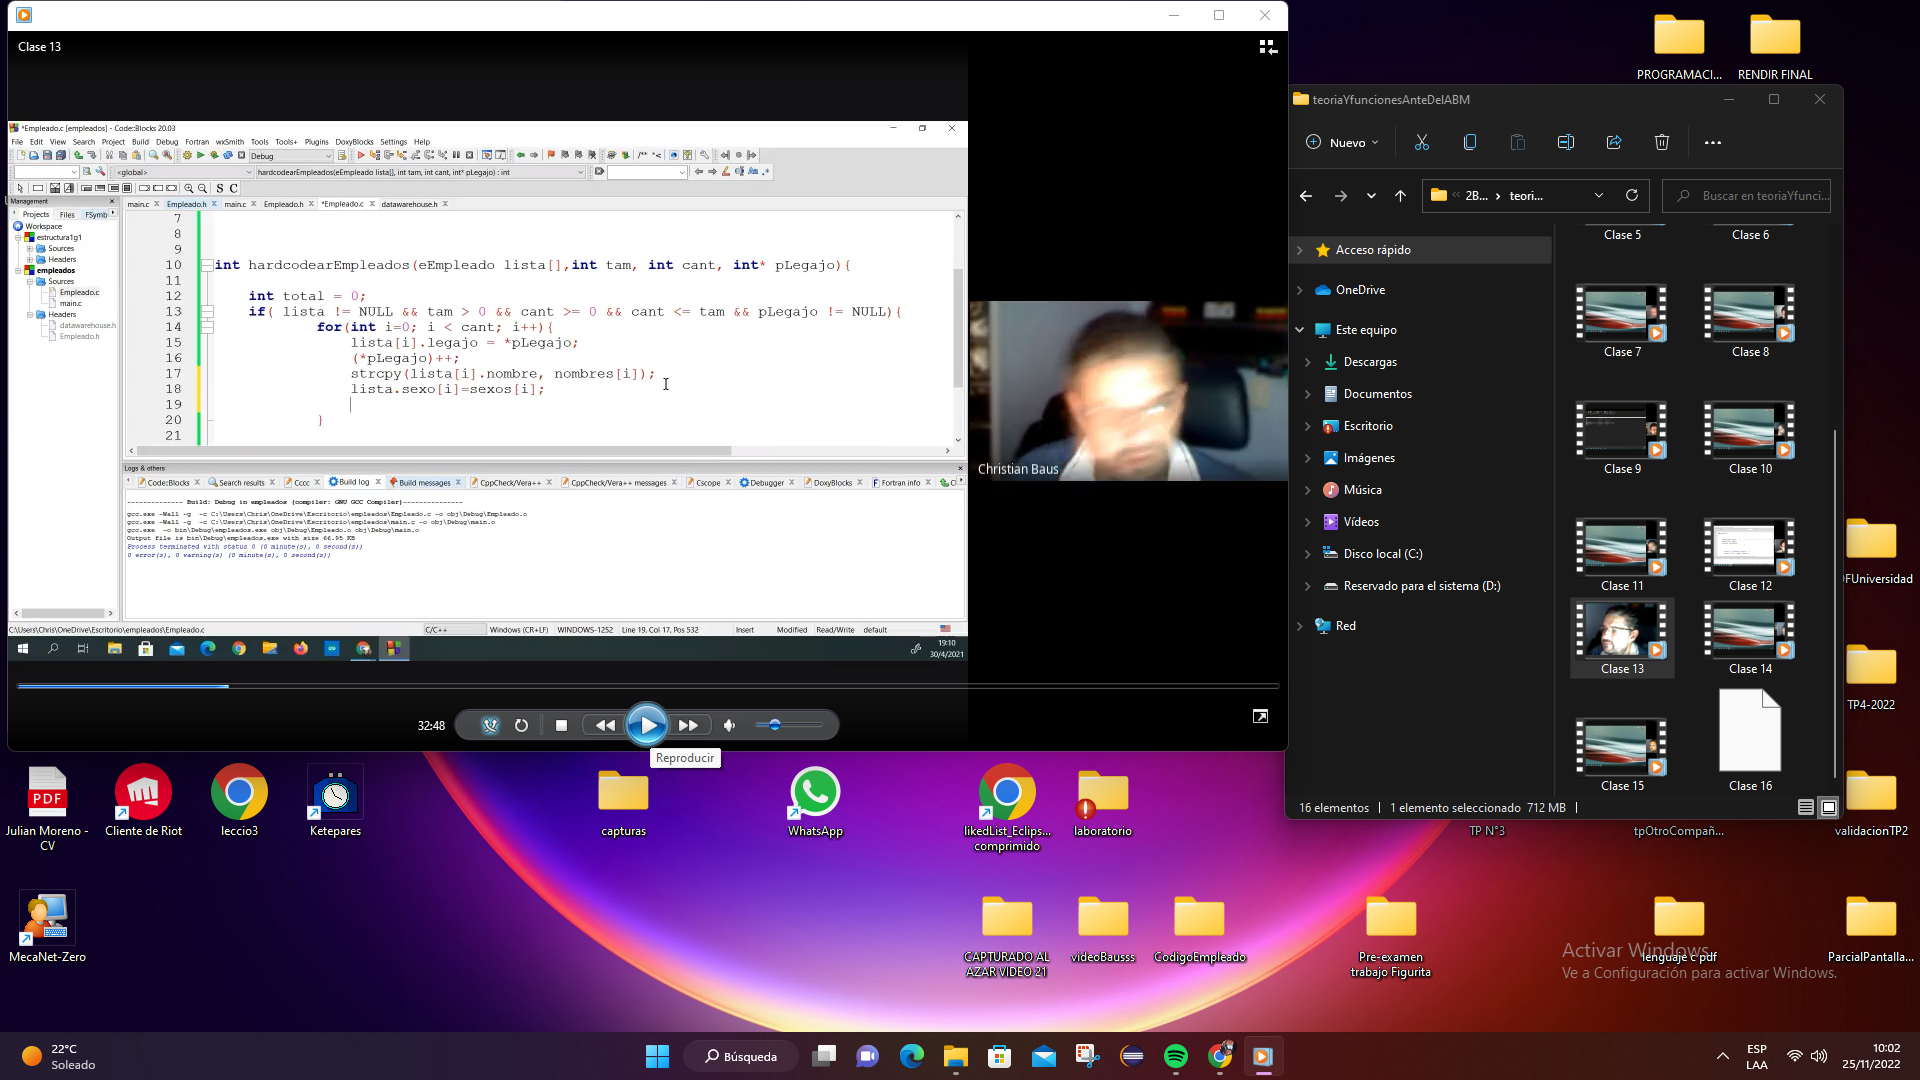 Clase 13
*Empleado.c [empleados] - Code::Blocks 20.03
File Edit View Search Project Build Debug Fortran wxSmith Tools Tools+ Plugins DoxyBlocks Settings Help
Debug
<global>
hardcodearEmpleados(eEmpleado lista[], int tam, int cant, int* pLegajo) : int
S C
Management
Projects Files FSymb
Workspace
estructura1g1
Sources
Headers
empleados
Sources
Empleado.c
main.c
Headers
datawarehouse.h
Empleado.h
main.c Empleado.h main.c Empleado.h *Empleado.c datawarehouse.h
7
8
9
10 int hardcodearEmpleados(eEmpleado lista[],int tam, int cant, int* pLegajo){
11
12 int total = 0;
13 if( lista != NULL && tam > 0 && cant >= 0 && cant <= tam && pLegajo != NULL){
14 for(int i=0; i < cant; i++){
15 lista[i].legajo = *pLegajo;
16 (*pLegajo)++;
17 strcpy(lista[i].nombre, nombres[i]);
18 lista.sexo[i]=sexos[i];
19
20 }
21
Logs & others
Code::Blocks Search results Cccc Build log Build messages CppCheck/Vera++ CppCheck/Vera++ messages Cscope Debugger DoxyBlocks Fortran info
-------------- Build: Debug in empleados (compiler: GNU GCC Compiler)---------------
gcc.exe -Wall -g -c C:\Users\Chris\OneDrive\Escritorio\empleados\Empleado.c -o obj\Debug\Empleado.o
gcc.exe -Wall -g -c C:\Users\Chris\OneDrive\Escritorio\empleados\main.c -o obj\Debug\main.o
gcc.exe -o bin\Debug\empleados.exe obj\Debug\Empleado.o obj\Debug\main.o
Output file is bin\Debug\empleados.exe with size 66.95 KB
Process terminated with status 0 (0 minute(s), 0 second(s))
0 error(s), 0 warning(s) (0 minute(s), 0 second(s))
C:\Users\Chris\OneDrive\Escritorio\empleados\Empleado.c C/C++ Windows (CR+LF) WINDOWS-1252 Line 19, Col 17, Pos 532 Insert Modified Read/Write default
19:10
30/4/2021
Christian Baus
32:48
Reproducir
teoriaYfuncionesAnteDelABM
Nuevo
2B... teori...
Buscar en teoriaYfunci...
Acceso rápido
OneDrive
Este equipo
Descargas
Documentos
Escritorio
Imágenes
Música
Vídeos
Disco local (C:)
Reservado para el sistema (D:)
Red
Clase 5 Clase 6
Clase 7 Clase 8
Clase 9 Clase 10
Clase 11 Clase 12
Clase 13 Clase 14
Clase 15 Clase 16
16 elementos 1 elemento seleccionado 712 MB
PROGRAMACI... RENDIR FINAL
FUniversidad
TP4-2022
PDF
Julian Moreno - CV
Cliente de Riot
leccio3
Ketepares
capturas
WhatsApp
likedList_Eclips... comprimido
laboratorio
TP N°3
tpOtroCompañ...
validacionTP2
MecaNet-Zero
CAPTURADO AL AZAR VIDEO 21
videoBausss
CodigoEmpleado
Pre-examen trabajo Figurita
lenguaje c pdf
ParcialPantalla...
Activar Windows
Ve a Configuración para activar Windows.
22°C
Soleado
Búsqueda
ESP
LAA
10:02
25/11/2022